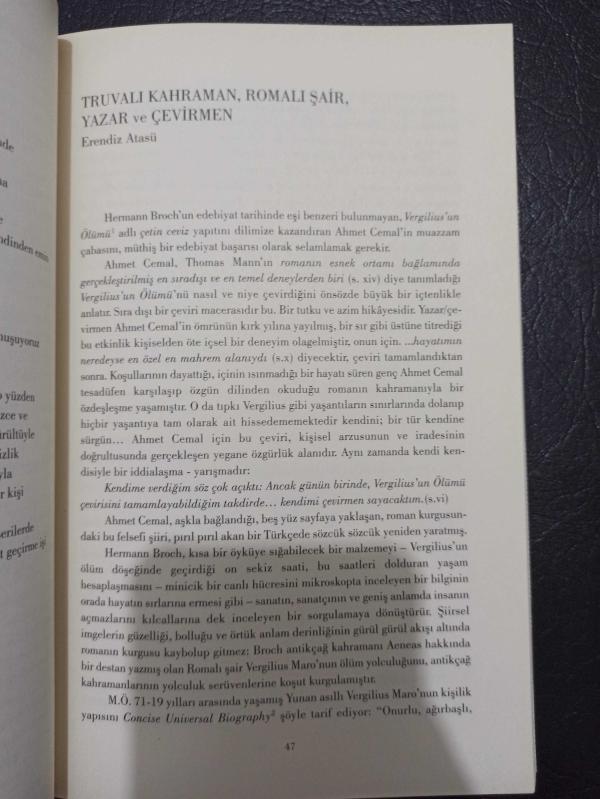 TRUVALI KAHRAMAN, ROMALI ŞAİR,
YAZAR ve ÇEVİRMEN
Erendiz Atasü
Hermann Broch'un edebiyat tarihinde eşi benzeri bulunmayan, Vergilius'un
Ölümü¹ adlı çetin ceviz yapıtını dilimize kazandıran Ahmet Cemal'in muazzam
çabasını, müthiş bir edebiyat başarısı olarak selamlamak gerekir.
Ahmet Cemal, Thomas Mann'ın romanın esnek ortamı bağlamında
gerçekleştirilmiş en sıradışı ve en temel deneylerden biri (s. xiv) diye tanımladığı
Vergilius'un Ölümü'nü nasıl ve niye çevirdiğini önsözde büyük bir içtenlikle
anlatır. Sıra dışı bir çeviri macerasıdır bu. Bir tutku ve azim hikâyesidir. Yazar/çe-
virmen Ahmet Cemal'in ömrünün kırk yılına yayılmış, bir sır gibi üstüne titrediği
bu etkinlik kişiselden öte içsel bir deneyim olagelmiştir, onun için. ...hayatımın
neredeyse en özel en mahrem alanıydı (s.x) diyecektir, çeviri tamamlandıktan
sonra. Koşullarının dayattığı, içinin ısınmadığı bir hayatı süren genç Ahmet Cemal
tesadüfen karşılaşıp özgün dilinden okuduğu romanın kahramanıyla bir
özdeşleşme yaşamıştır. O da tıpkı Vergilius gibi yaşantıların sınırlarında dolanıp
hiçbir yaşantıya tam olarak ait hissedememektedir kendini; bir tür kendine
sürgün... Ahmet Cemal için bu çeviri, kişisel arzusunun ve iradesinin
doğrultusunda gerçekleşen yegane özgürlük alanıdır. Aynı zamanda kendi ken-
disiyle bir iddialaşma - yarışmadır:
Kendime verdiğim söz çok açıktı: Ancak günün birinde, Vergilius'un Ölümü
çevirisini tamamlayabildiğim takdirde... kendimi çevirmen sayacaktım.(s.vi)
Ahmet Cemal, aşkla bağlandığı, beş yüz sayfaya yaklaşan, roman kurgusun-
daki bu felsefi şiiri, pırıl pırıl akan bir Türkçede sözcük sözcük yeniden yaratmış.
Hermann Broch, kısa bir öyküye sığabilecek bir malzemeyi – Vergilius'un
ölüm döşeğinde geçirdiği on sekiz saati, bu saatleri dolduran yaşam
hesaplaşmasını – minicik bir canlı hücresini mikroskopta inceleyen bir bilginin
orada hayatın sırlarına ermesi gibi – sanatın, sanatçının ve geniş anlamda insanın
açmazlarını kılcallarına dek inceleyen bir sorgulamaya dönüştürür. Şiirsel
imgelerin güzelliği, bolluğu ve örtük anlam derinliğinin gürül gürül akışı altında
romanın kurgusu kaybolup gitmez: Broch antikçağ kahramanı Aeneas hakkında
bir destan yazmış olan Romalı şair Vergilius Maro'nun ölüm yolculuğunu, antikçağ
kahramanlarının yolculuk serüvenlerine koşut kurgulamıştır.
M.Ö. 71-19 yılları arasında yaşamış Yunan asıllı Vergilius Maro'nun kişilik
yapısını Concise Universal Biography² şöyle tarif ediyor: "Onurlu, ağırbaşlı,
47
ndinden emin
nuşuyoruz
yüzden
zce ve
ürültüyle
izlik
yla
r kişi
serilerde
t geçirme işi